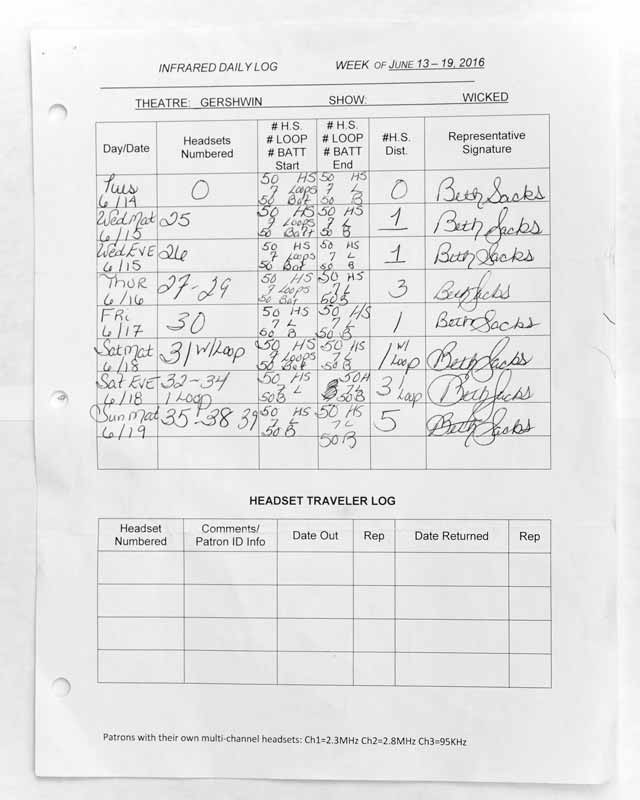 INFRARED DAILY LOG WEEK OF JUNE 13 – 19, 2016
THEATRE: GERSHWIN SHOW: WICKED
Day/Date Headsets Numbered # H.S. # LOOP # BATT Start # H.S. # LOOP # BATT End #H.S. Dist. Representative Signature
Tues 6/14 0 50 HS 7 Loops 50 Bat 50 HS 7 L 50 B 0 Beth Sacks
Wed Mat 6/15 25 50 HS 7 Loops 50 Batt 50 HS 7 L 50 B 1 Beth Sacks
Wed EVE 6/15 26 50 HS 7 Loops 50 Bat 50 HS 7 L 50 B 1 Beth Sacks
THUR 6/16 27-29 50 HS 7 Loops 50 Bat 50 HS 7 L 50 B 3 Beth Sacks
FRi 6/17 30 50 HS 7 L 50 B 50 HS 7 L 50 B 1 Beth Sacks
Sat Mat 6/18 31 W/Loop 50 HS 7 Loops 50 Bat 50 HS 7 L 50 B 1 W/ Loop Beth Sacks
Sat EVE 6/18 32-34 1 Loop 50 HS 7 L 50 B 50 H 7 L 50 B 3 1 Loop Beth Sacks
Sun Mat 6/19 35-38 39 50 HS 7 L 50 B 50 HS 7 L 50 B 5 Beth Sacks
HEADSET TRAVELER LOG
Headset Numbered Comments/ Patron ID Info Date Out Rep Date Returned Rep
Patrons with their own multi-channel headsets: Ch1=2.3MHz Ch2=2.8MHz Ch3=95KHz